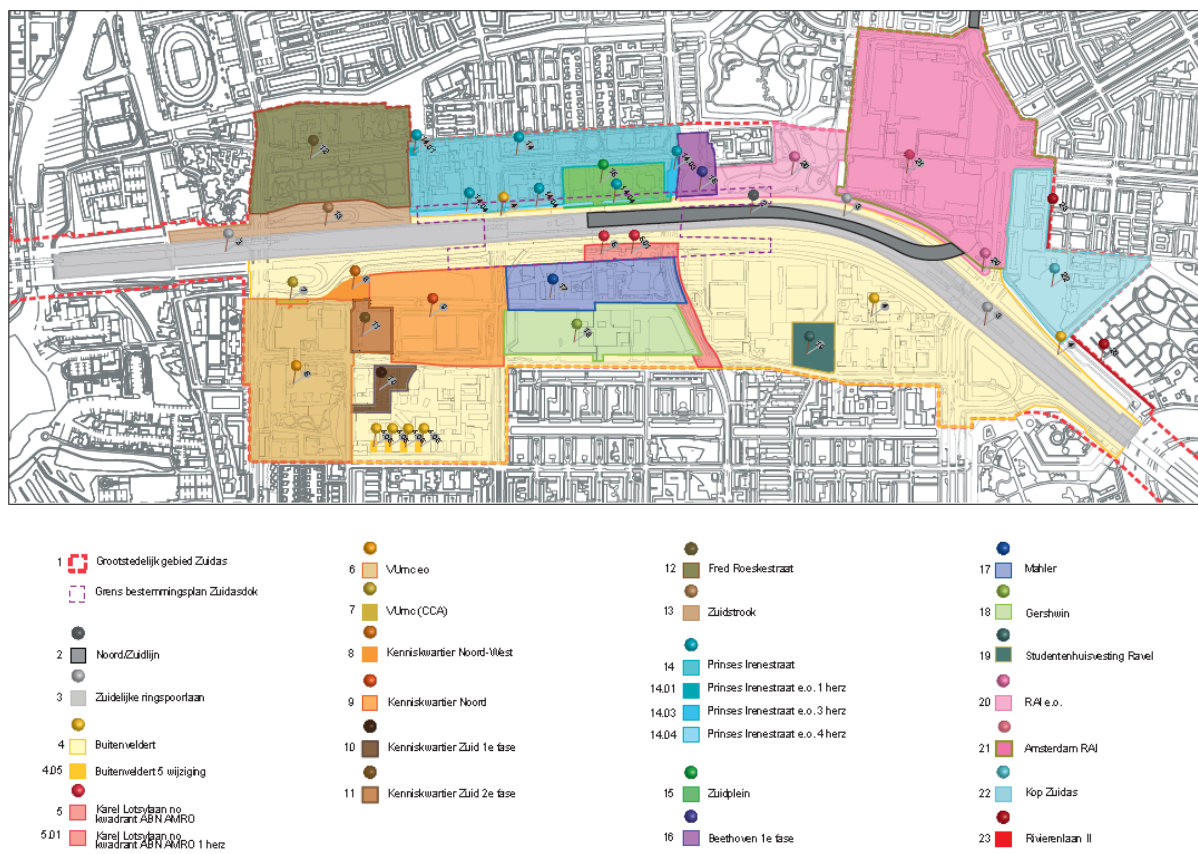 1 Grootstedelijk gebied Zuidas
Grens bestemmingsplan Zuidasdok
2 Noord/Zuidlijn
3 Zuidelijke ringspoorlaan
4 Buitenveldert
4.05 Buitenveldert 5 wijziging
5 Karel Lotsylaan no
kwadrant ABN AMRO
5.01 Karel Lotsylaan no
kwadrant ABN AMRO 1 herz
6 VUmc eo
7 VUmc (CCA)
8 Kenniskwartier Noord-West
9 Kenniskwartier Noord
10 Kenniskwartier Zuid 1e fase
11 Kenniskwartier Zuid 2e fase
12 Fred Roeskestraat
13 Zuidstrook
14 Prinses Irenestraat
14.01 Prinses Irenestraat e.o. 1 herz
14.03 Prinses Irenestraat e.o. 3 herz
14.04 Prinses Irenestraat e.o. 4 herz
15 Zuidplein
16 Beethoven 1e fase
17 Mahler
18 Gershwin
19 Studentenhuisvesting Ravel
20 RAI e.o.
21 Amsterdam RAI
22 Kop Zuidas
23 Rivierenlaan II